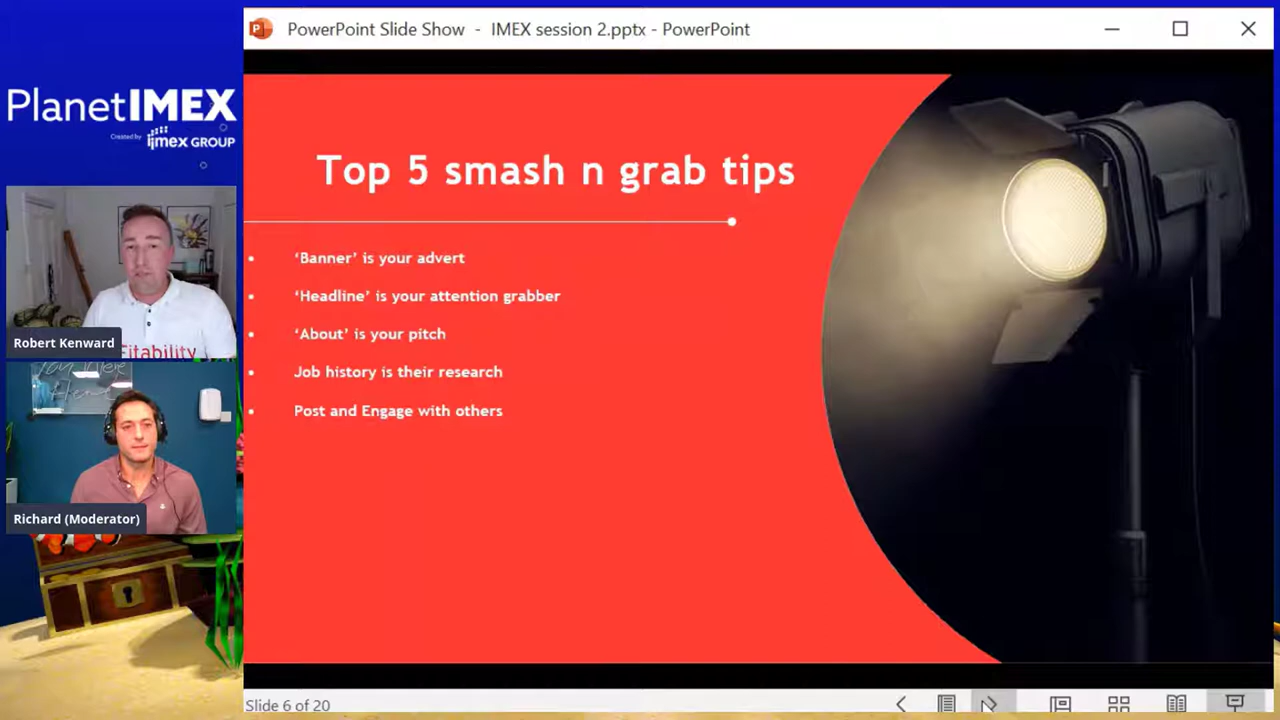 PowerPoint Slide Show - IMEX session 2.pptx - PowerPoint
PlanetIMEX
Created by imex GROUP
Top 5 smash n grab tips
• ‘Banner’ is your advert
• ‘Headline’ is your attention grabber
• ‘About’ is your pitch
• Job history is their research
• Post and Engage with others
Robert Kenward
Fitability
Richard (Moderator)
Slide 6 of 20